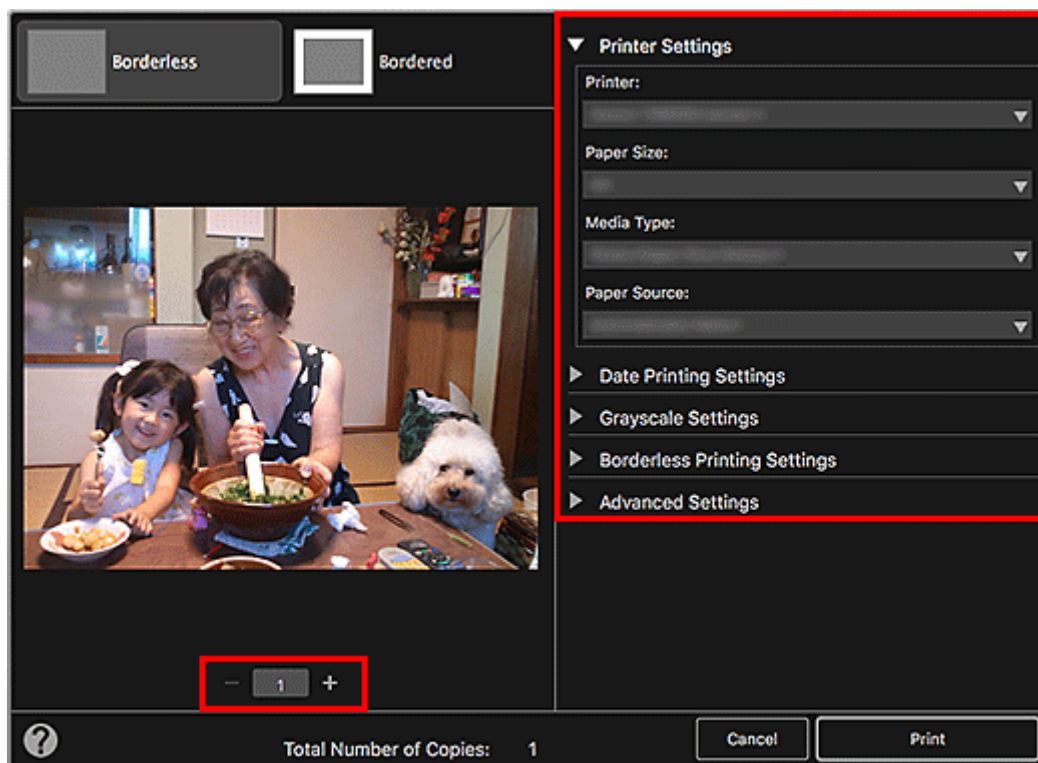 Borderless
Bordered
Printer Settings
Printer:
Paper Size:
Media Type:
Paper Source:
Date Printing Settings
Grayscale Settings
Borderless Printing Settings
Advanced Settings
1
Total Number of Copies: 1
Cancel
Print